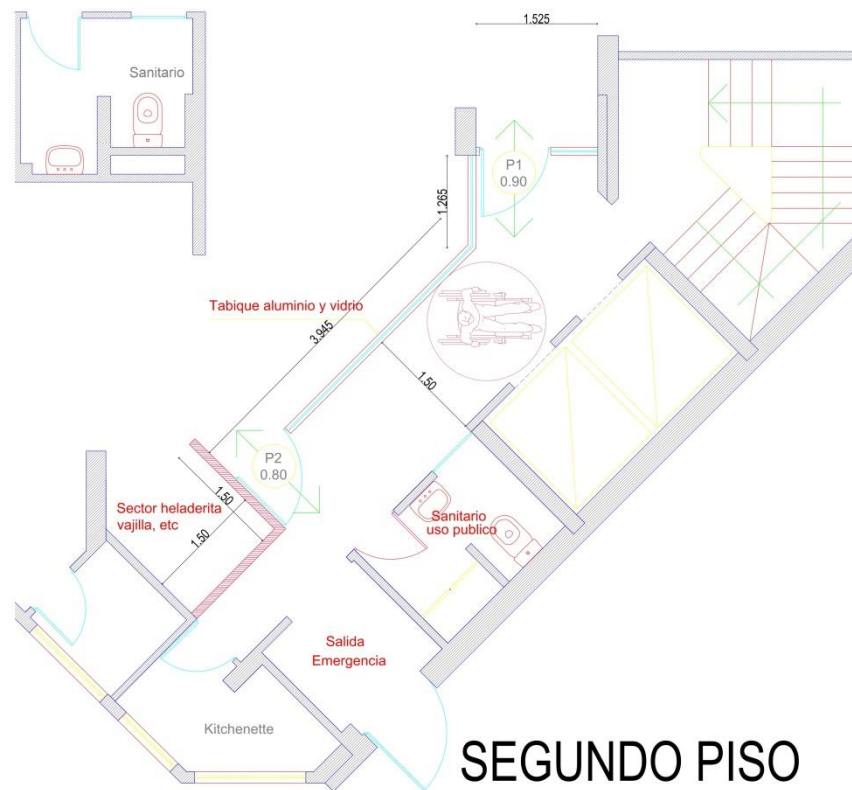 1.525
Sanitario
P1
0.90
1.265
Tabique aluminio y vidrio
3.945
1.50
P2
0.80
1.50
Sector heladerita
vajilla, etc
1.50
Sanitario
uso publico
Salida
Emergencia
Kitchenette
SEGUNDO PISO